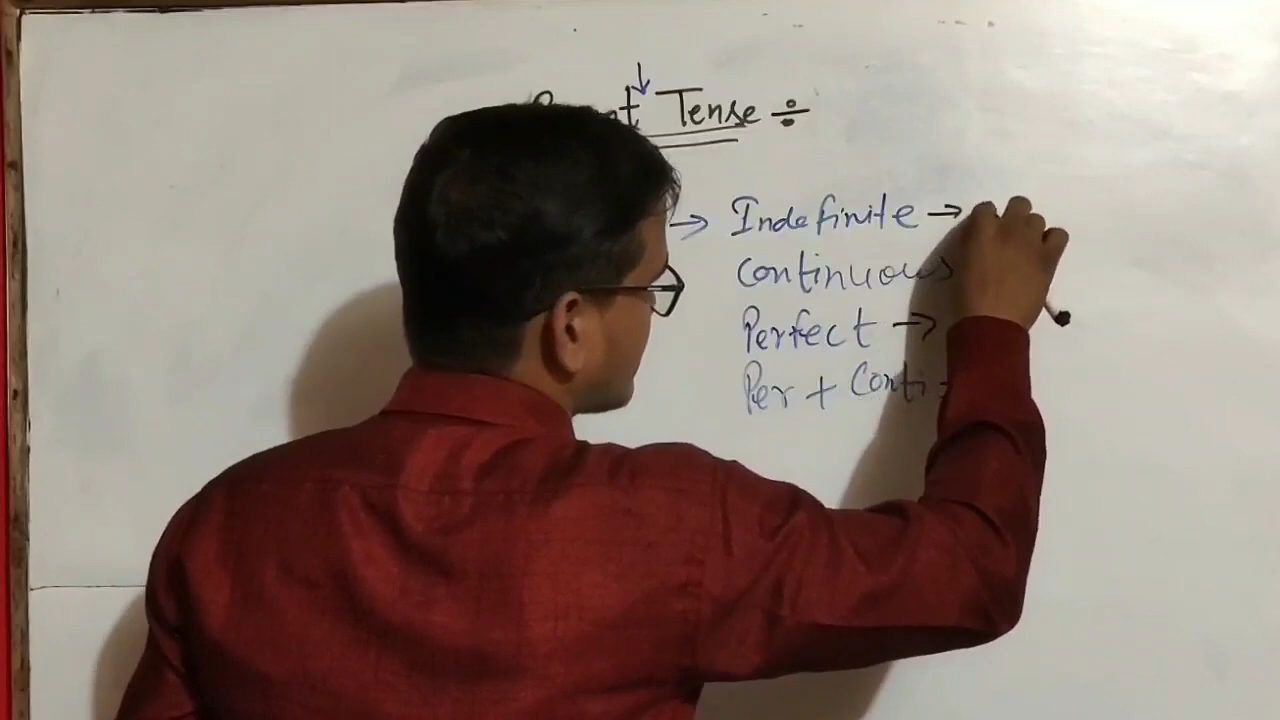 Tense ÷
→ Indefinite →
Continuous
Perfect →
Per + Conti